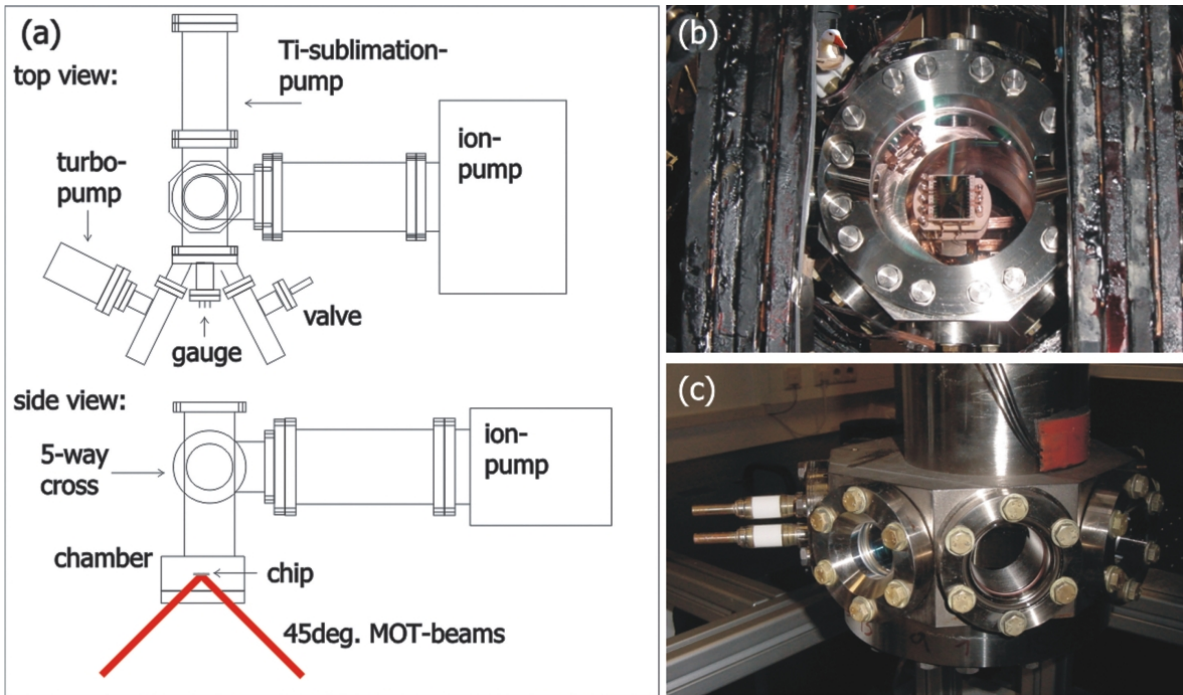 (a)
top view:
Ti-sublimation-
pump
ion-
pump
turbo-
pump
valve
gauge
side view:
5-way
cross
ion-
pump
chamber
chip
45deg. MOT-beams
(b)
(c)